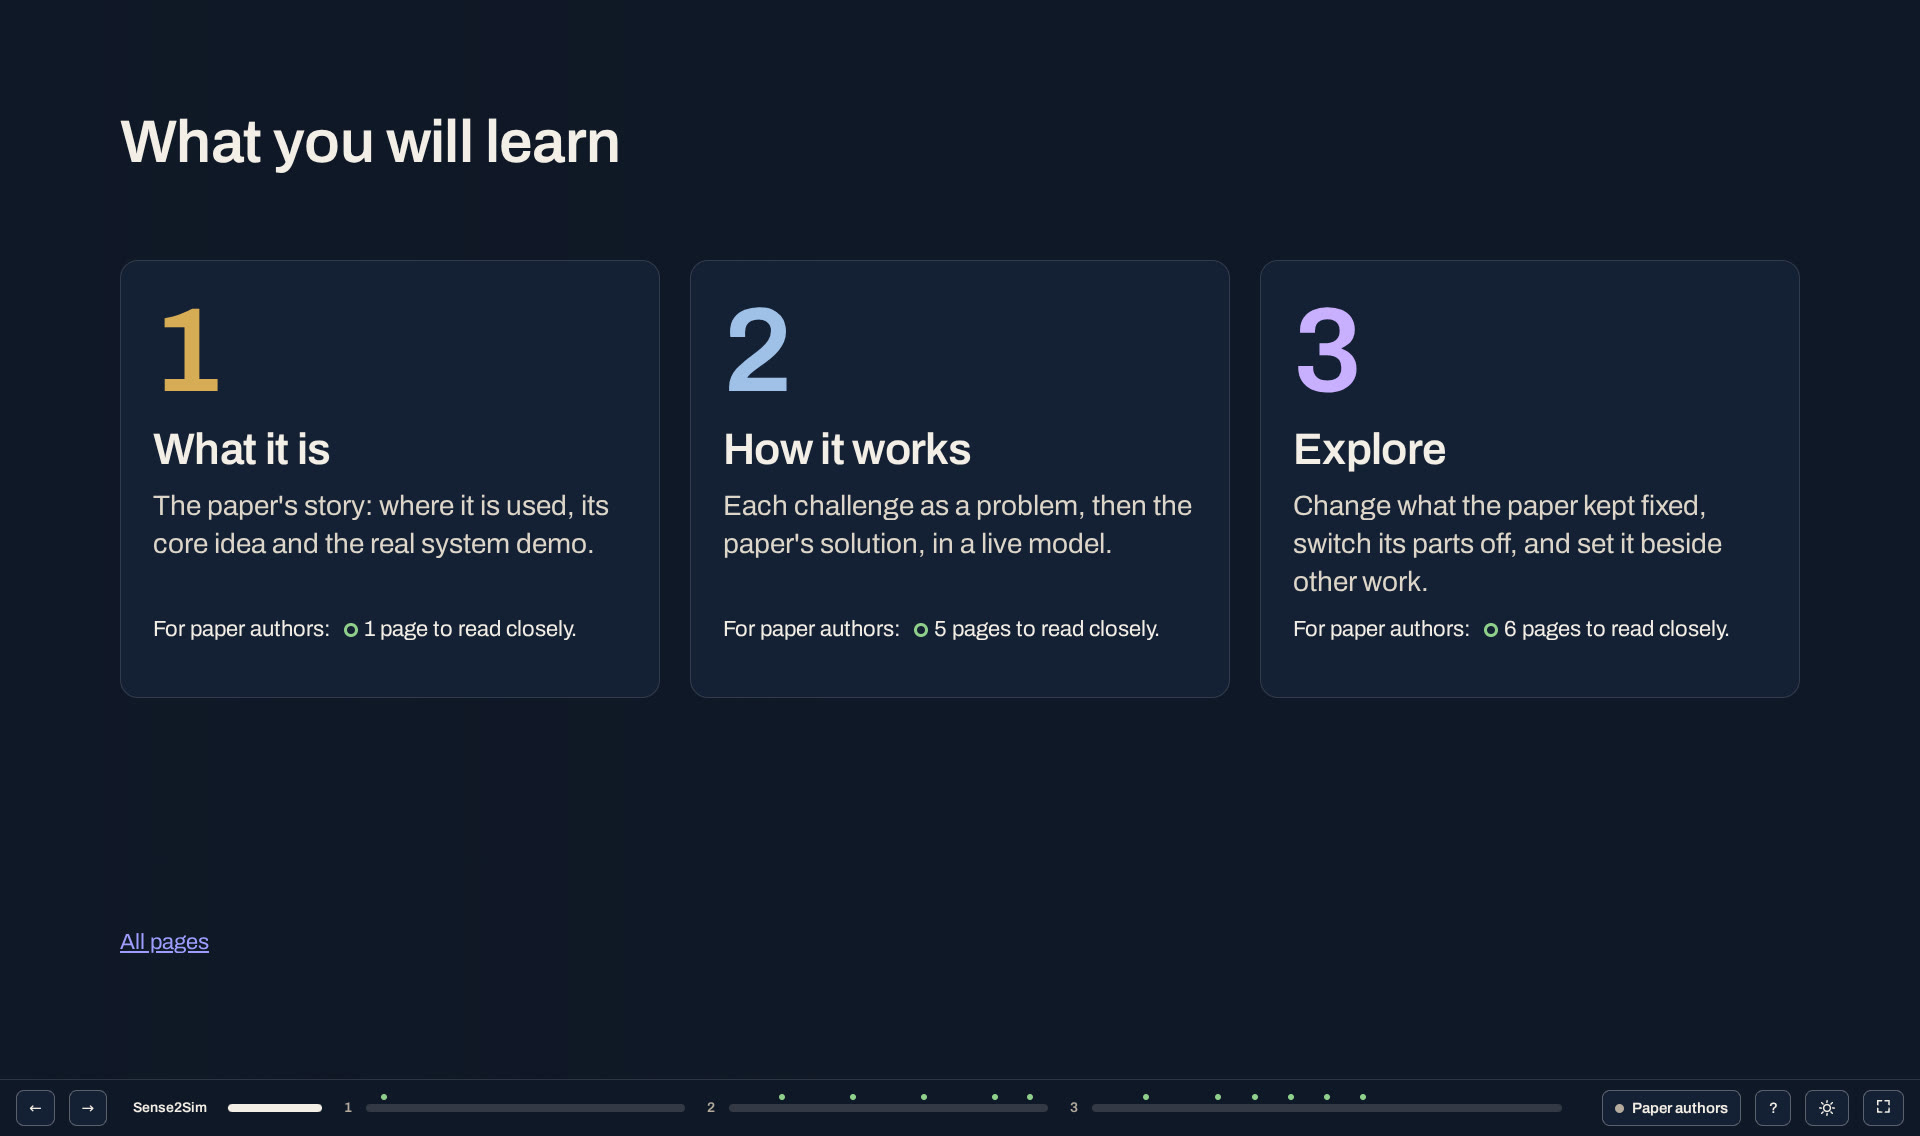 What you will learn
1
What it is
The paper's story: where it is used, its
core idea and the real system demo.
For paper authors: 1 page to read closely.
2
How it works
Each challenge as a problem, then the
paper's solution, in a live model.
For paper authors: 5 pages to read closely.
3
Explore
Change what the paper kept fixed,
switch its parts off, and set it beside
other work.
For paper authors: 6 pages to read closely.
All pages
← → Sense2Sim 1 2 3 Paper authors ?